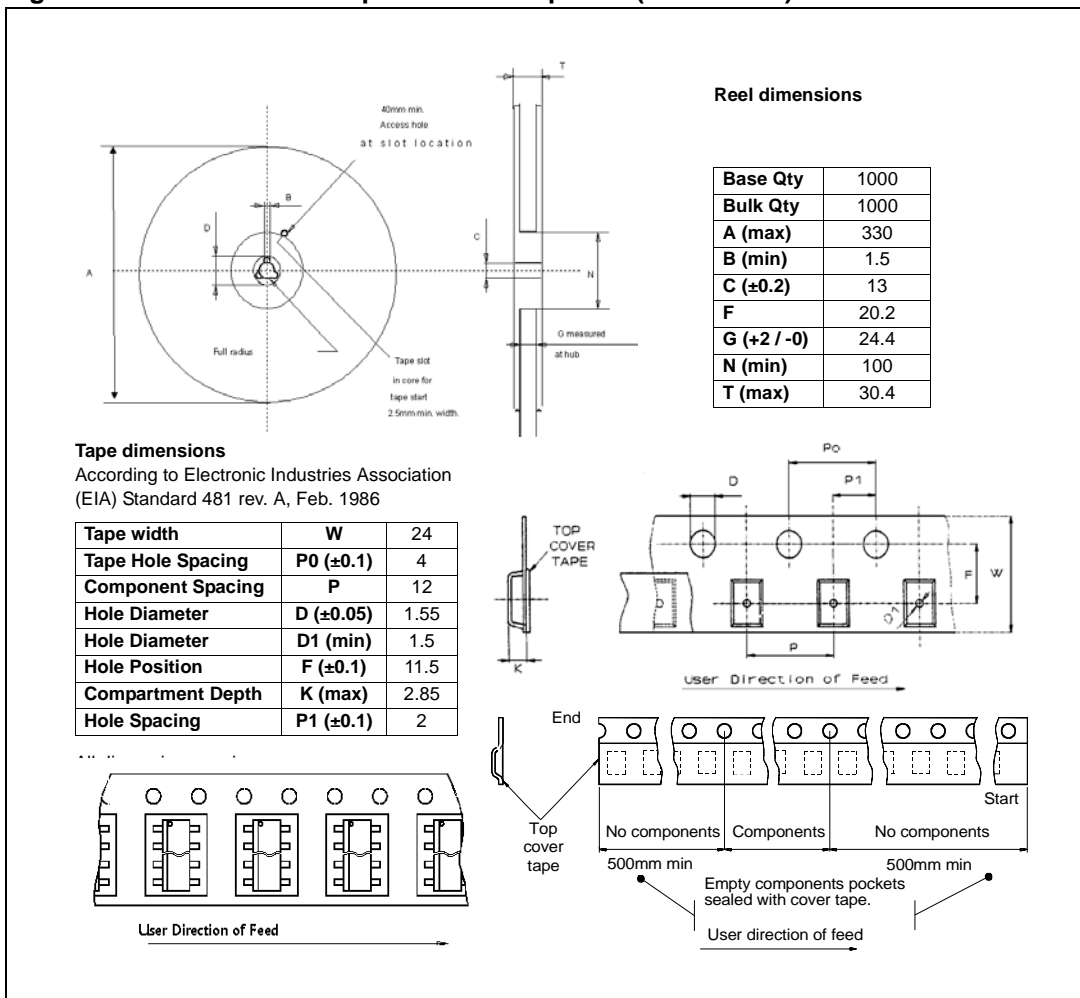 T
40mm min.
Access hole
at slot location
B
D
C
A
N
G measured
at hub
Full radius
Tape slot
in core for
tape start
2.5mm min. width.
Reel dimensions
Base Qty 1000
Bulk Qty 1000
A (max) 330
B (min) 1.5
C (±0.2) 13
F 20.2
G (+2 / -0) 24.4
N (min) 100
T (max) 30.4
Tape dimensions
According to Electronic Industries Association
(EIA) Standard 481 rev. A, Feb. 1986
Tape width W 24
Tape Hole Spacing P0 (±0.1) 4
Component Spacing P 12
Hole Diameter D (±0.05) 1.55
Hole Diameter D1 (min) 1.5
Hole Position F (±0.1) 11.5
Compartment Depth K (max) 2.85
Hole Spacing P1 (±0.1) 2
Po
D
P1
TOP
COVER
TAPE
F
W
D1
K
P
User Direction of Feed
End
Start
Top
cover
tape
No components Components No components
500mm min 500mm min
Empty components pockets
sealed with cover tape.
User direction of feed
User Direction of Feed